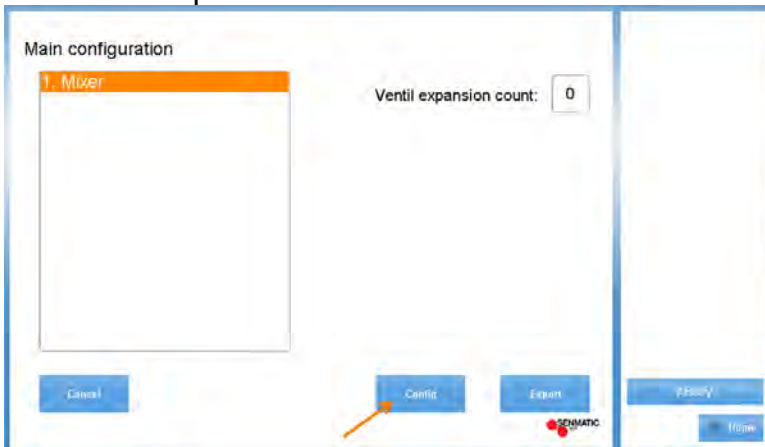 Main configuration
1. Mixer
Ventil expansion count: 0
Cancel
Config
Export
SENMATIC
Home